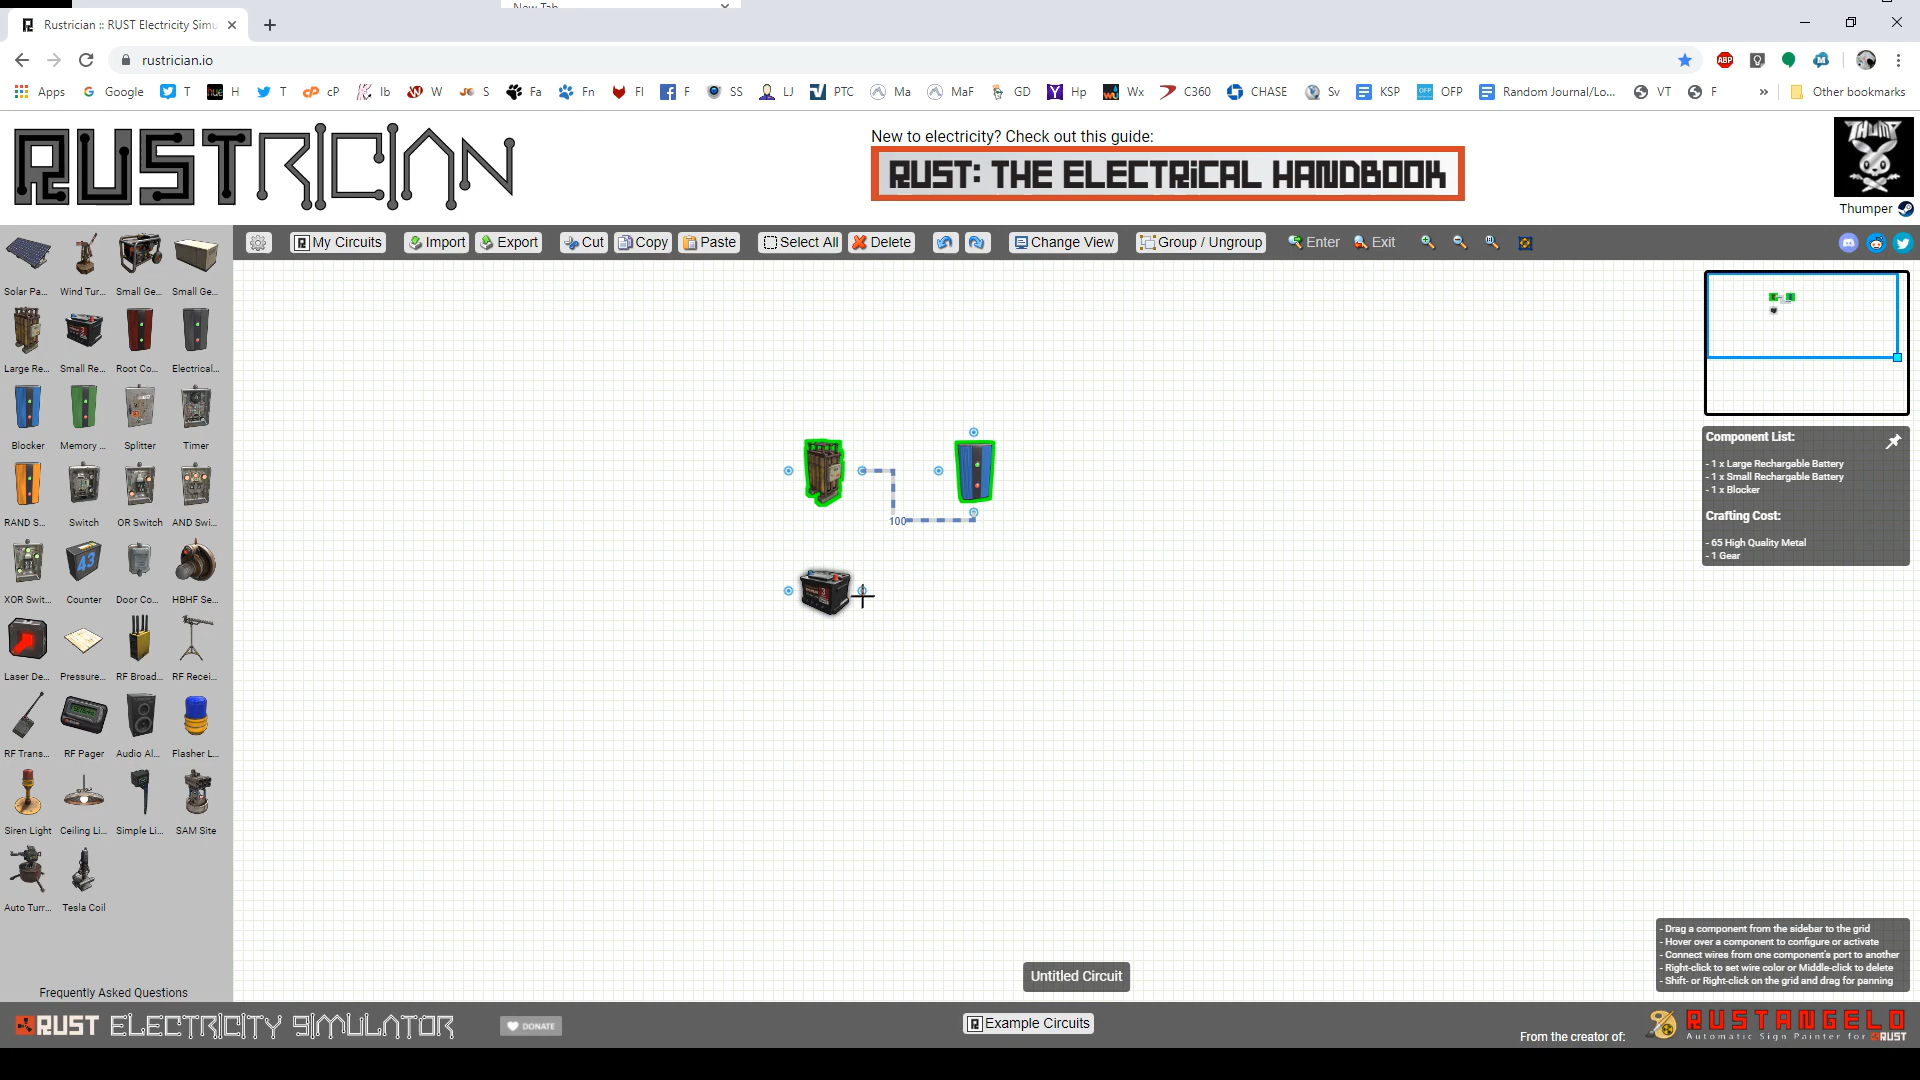 New Tab
Rustrician :: RUST Electricity Simu
rustrician.io
Apps Google T H T cP Ib W S Fa Fn Fl F SS LJ PTC Ma MaF GD Hp Wx C360 CHASE Sv KSP OFP Random Journal/Lo... VT F » Other bookmarks
RUSTRICIAN
New to electricity? Check out this guide:
RUST: THE ELECTRICAL HANDBOOK
THUMP
Thumper
My Circuits Import Export Cut Copy Paste Select All Delete Change View Group / Ungroup Enter Exit
Solar Pa... Wind Tur... Small Ge... Small Ge...
Large Re... Small Re... Root Co... Electrical...
Blocker Memory ... Splitter Timer
RAND S... Switch OR Switch AND Swi...
43
XOR Swit... Counter Door Co... HBHF Se...
Laser De... Pressure... RF Broad... RF Recei...
RF Trans... RF Pager Audio Al... Flasher L...
Siren Light Ceiling Li... Simple Li... SAM Site
Auto Turr... Tesla Coil
100
Component List:
- 1 x Large Rechargable Battery
- 1 x Small Rechargable Battery
- 1 x Blocker
Crafting Cost:
- 65 High Quality Metal
- 1 Gear
- Drag a component from the sidebar to the grid
- Hover over a component to configure or activate
- Connect wires from one component's port to another
- Right-click to set wire color or Middle-click to delete
- Shift- or Right-click on the grid and drag for panning
Untitled Circuit
Frequently Asked Questions
RUST ELECTRICITY SIMULATOR
DONATE
Example Circuits
From the creator of:
RUSTANGELO
Automatic Sign Painter for RUST